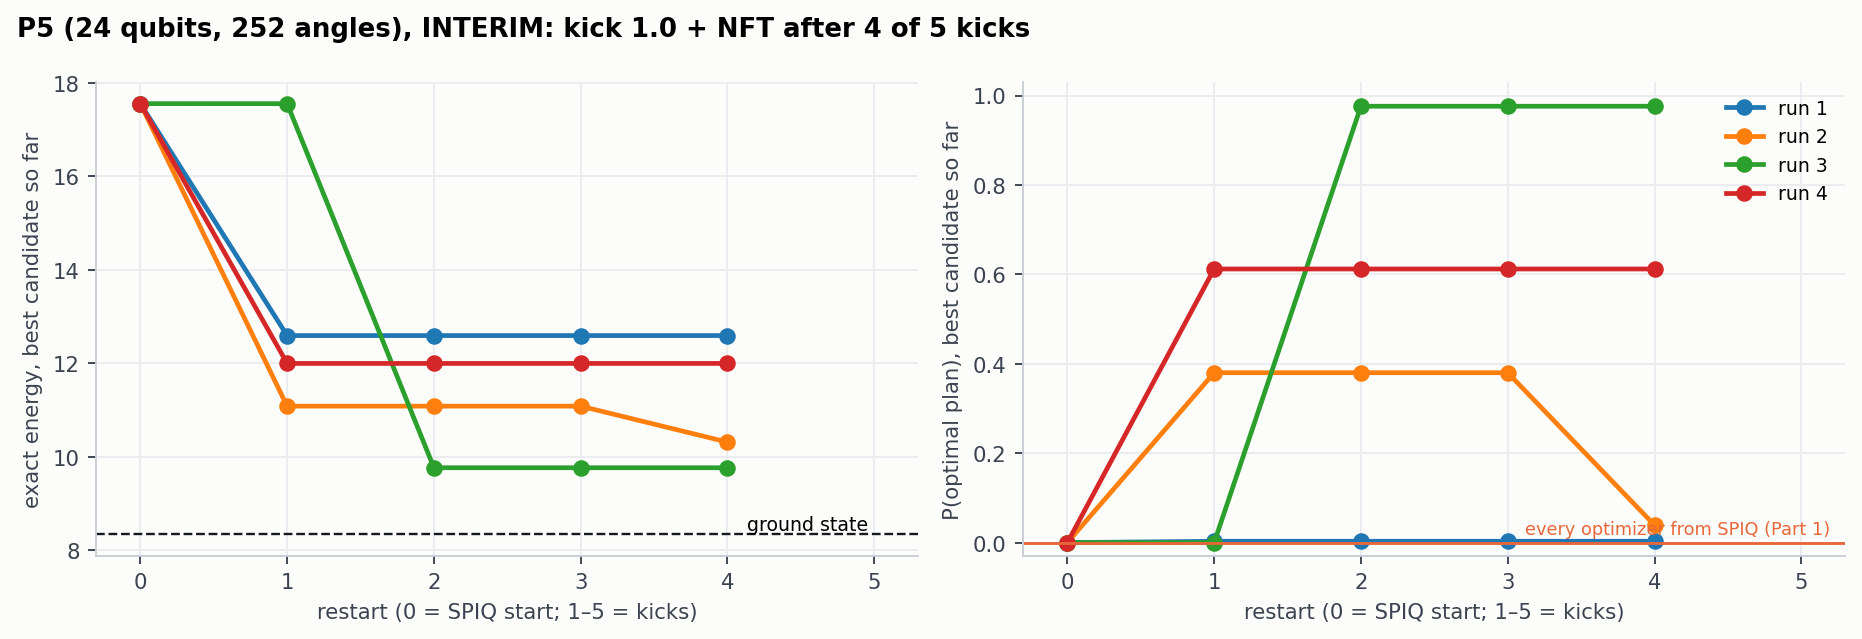 P5 (24 qubits, 252 angles), INTERIM: kick 1.0 + NFT after 4 of 5 kicks
exact energy, best candidate so far
18
16
14
12
10
8
ground state
0
1
2
3
4
5
restart (0 = SPIQ start; 1–5 = kicks)
P(optimal plan), best candidate so far
1.0
0.8
0.6
0.4
0.2
0.0
run 1
run 2
run 3
run 4
every optimizer from SPIQ (Part 1)
0
1
2
3
4
5
restart (0 = SPIQ start; 1–5 = kicks)